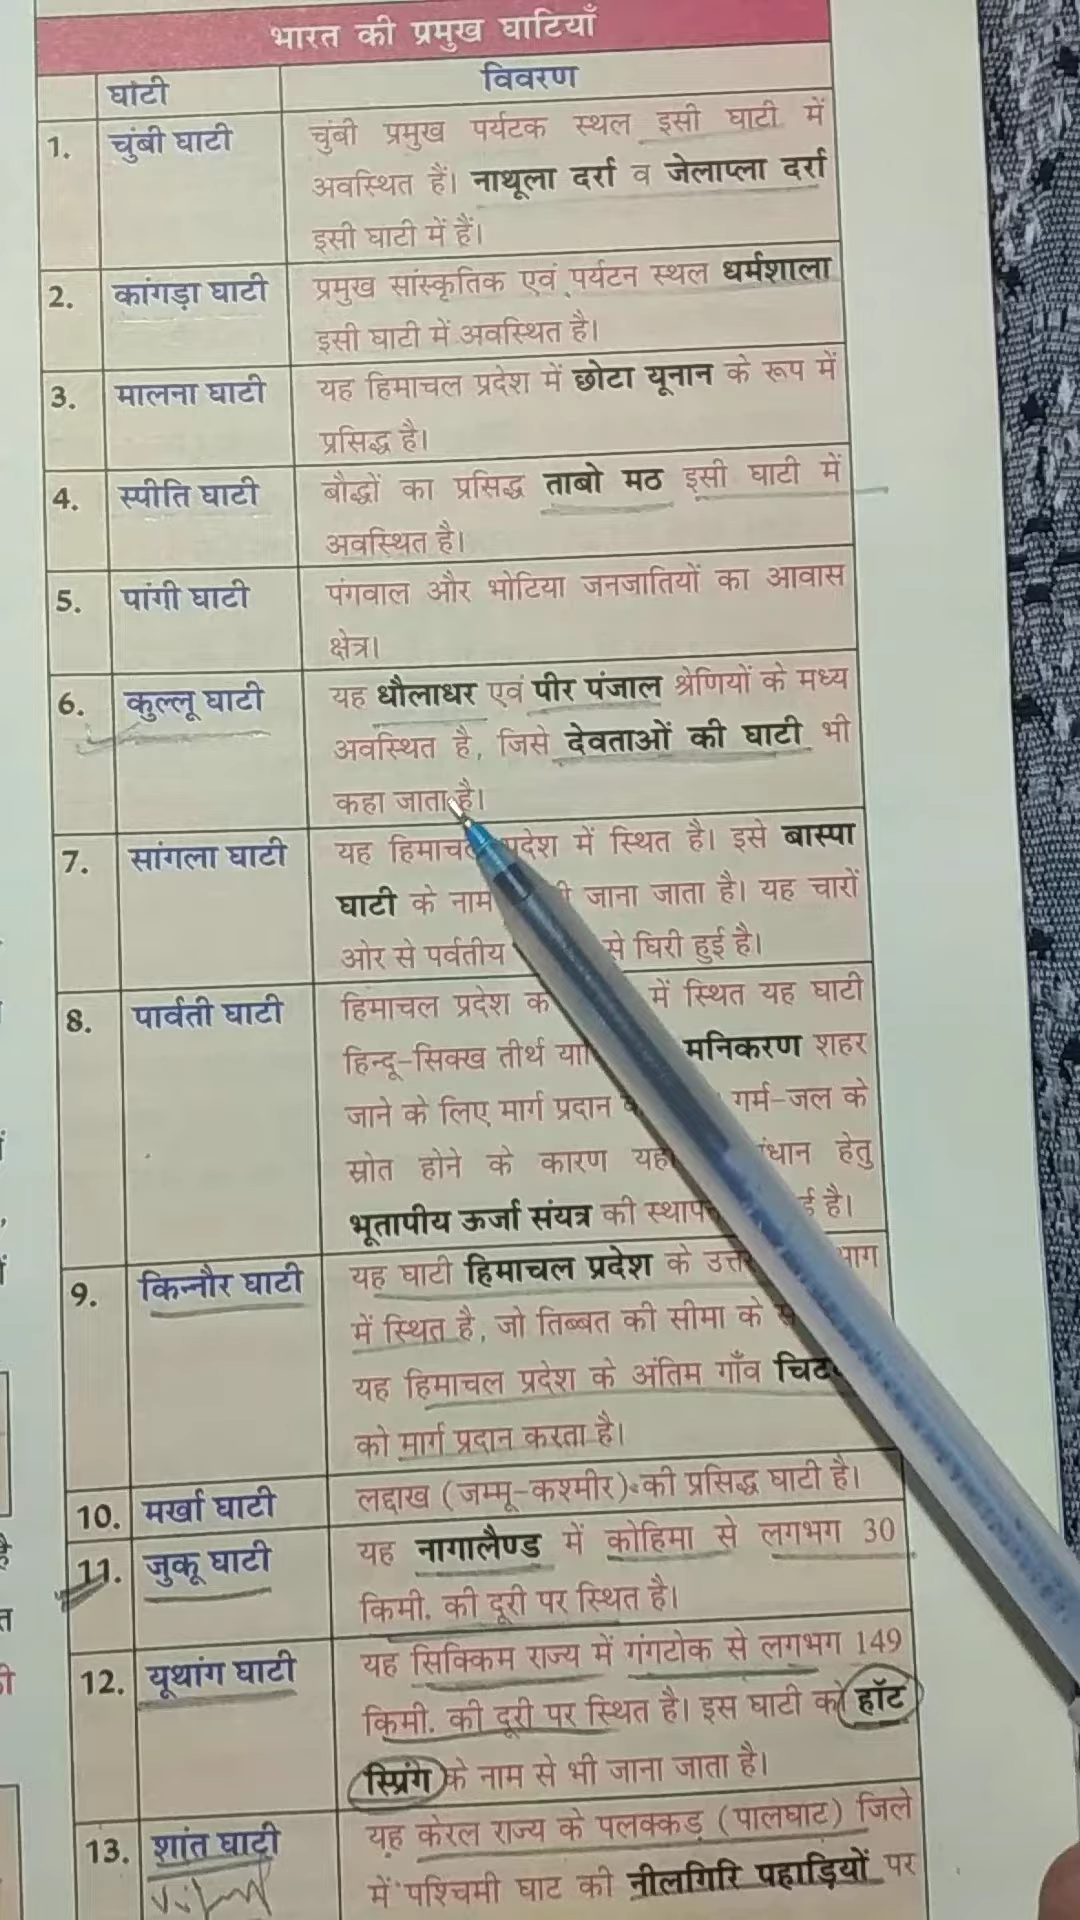 भारत की प्रमुख घाटियाँ
घांटी विवरण
1. चुंबी घाटी चुंबी प्रमुख पर्यटक स्थल इसी घाटी में
अवस्थित हैं। नाथूला दर्रा व जेलाप्ला दर्रा
इसी घाटी में हैं।
2. कांगड़ा घाटी प्रमुख सांस्कृतिक एवं पर्यटन स्थल धर्मशाला
इसी घाटी में अवस्थित है।
3. मालना घाटी यह हिमाचल प्रदेश में छोटा यूनान के रूप में
प्रसिद्ध है।
4. स्पीति घाटी बौद्धों का प्रसिद्ध ताबो मठ इसी घाटी में
अवस्थित है।
5. पांगी घाटी पंगवाल और भोटिया जनजातियों का आवास
क्षेत्र।
6. कुल्लू घाटी यह धौलाधर एवं पीर पंजाल श्रेणियों के मध्य
अवस्थित है, जिसे देवताओं की घाटी भी
कहा जाता है।
7. सांगला घाटी यह हिमाचल प्रदेश में स्थित है। इसे बास्पा
घाटी के नाम जाना जाता है। यह चारों
ओर से पर्वतीय से घिरी हुई है।
8. पार्वती घाटी हिमाचल प्रदेश में स्थित यह घाटी
हिन्दू-सिक्ख तीर्थ मनिकरण शहर
जाने के लिए मार्ग प्रदान गर्म-जल के
स्रोत होने के कारण हेतु
भूतापीय ऊर्जा संयत्र की है।
9. किन्नौर घाटी यह घाटी हिमाचल प्रदेश के
में स्थित है, जो तिब्बत की सीमा के
यह हिमाचल प्रदेश के अंतिम गाँव
को मार्ग प्रदान करता है।
10. मर्खा घाटी लद्दाख (जम्मू-कश्मीर) की प्रसिद्ध घाटी है।
11. जुकू घाटी यह नागालैण्ड में कोहिमा से लगभग 30
किमी. की दूरी पर स्थित है।
12. यूथांग घाटी यह सिक्किम राज्य में गंगटोक से लगभग 149
किमी. की दूरी पर स्थित है। इस घाटी को हॉट
स्प्रिंग के नाम से भी जाना जाता है।
13. शांत घाटी यह केरल राज्य के पलक्कड़ (पालघाट) जिले
में पश्चिमी घाट की नीलगिरि पहाड़ियों पर